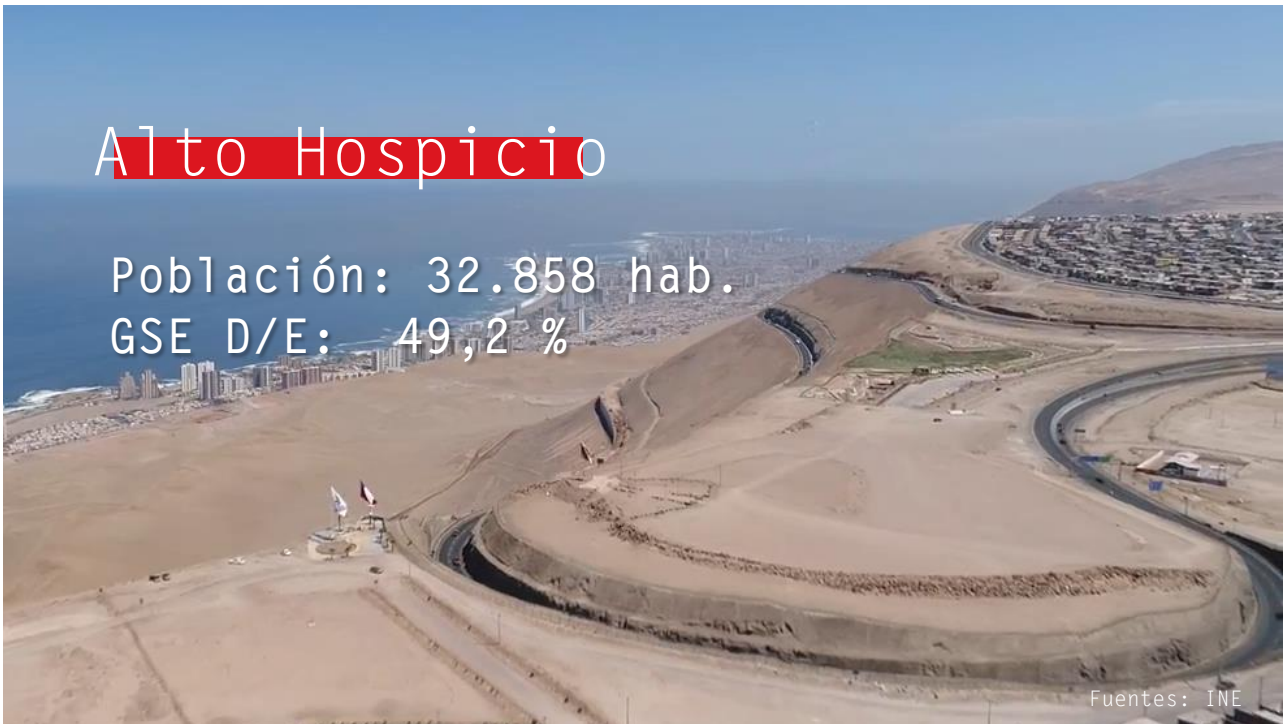 Alto Hospicio
Población: 32.858 hab.
GSE D/E: 49,2 %
Fuentes: INE